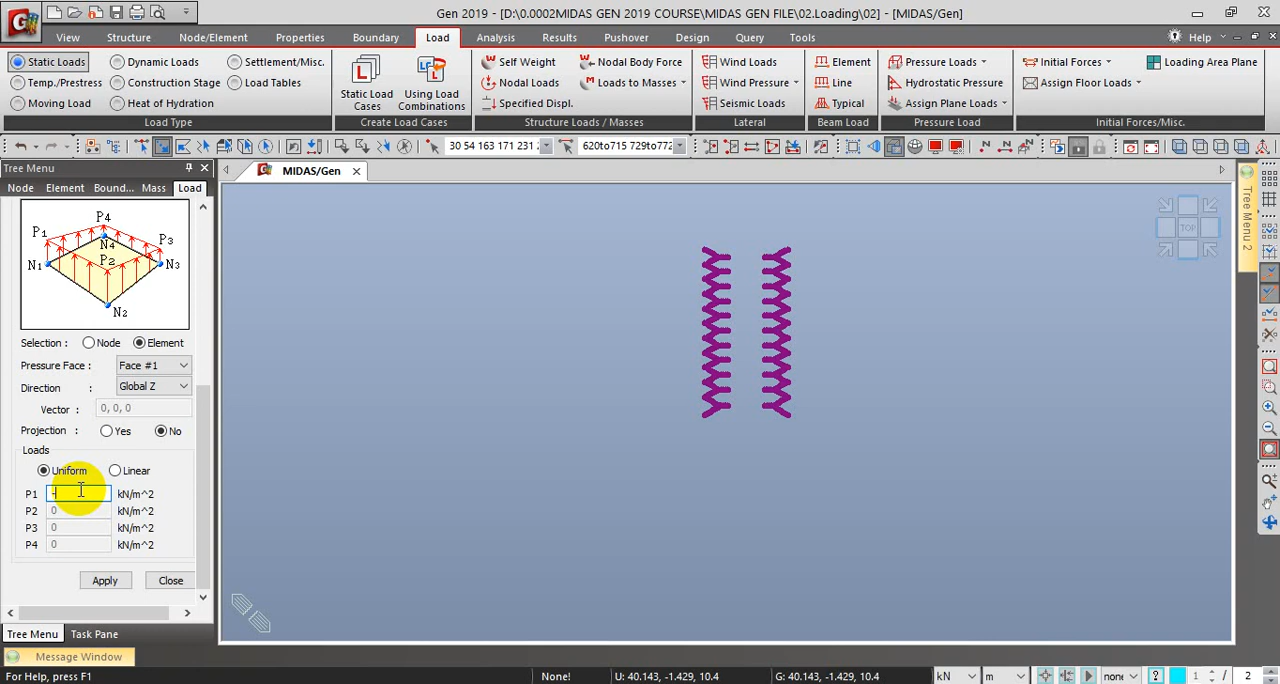 Gen 2019 - [D:\0.0002MIDAS GEN 2019 COURSE\MIDAS GEN FILE\02.Loading\02] - [MIDAS/Gen]
View Structure Node/Element Properties Boundary Load Analysis Results Pushover Design Query Tools Help
Static Loads Dynamic Loads Settlement/Misc.
Temp./Prestress Construction Stage Load Tables
Moving Load Heat of Hydration
Load Type
Static Load Cases
Using Load Combinations
Create Load Cases
Self Weight Nodal Body Force
Nodal Loads Loads to Masses
Specified Displ.
Structure Loads / Masses
Wind Loads
Wind Pressure
Seismic Loads
Lateral
Element
Line
Typical
Beam Load
Pressure Loads
Hydrostatic Pressure
Assign Plane Loads
Pressure Load
Initial Forces Loading Area Plane
Assign Floor Loads
Initial Forces/Misc.
30 54 163 171 231 2
620to715 729to772
Tree Menu
MIDAS/Gen
Node Element Bound... Mass Load
P4
P1
N4
P3
P2
N1
N3
N2
TOP
Tree Menu 2
Selection : Node Element
Pressure Face : Face #1
Direction : Global Z
Vector : 0, 0, 0
Projection : Yes No
Loads
Uniform Linear
P1 - kN/m^2
P2 0 kN/m^2
P3 0 kN/m^2
P4 0 kN/m^2
Apply Close
Tree Menu Task Pane
Message Window
For Help, press F1 None! U: 40.143, -1.429, 10.4 G: 40.143, -1.429, 10.4 kN m none ? 1 / 2